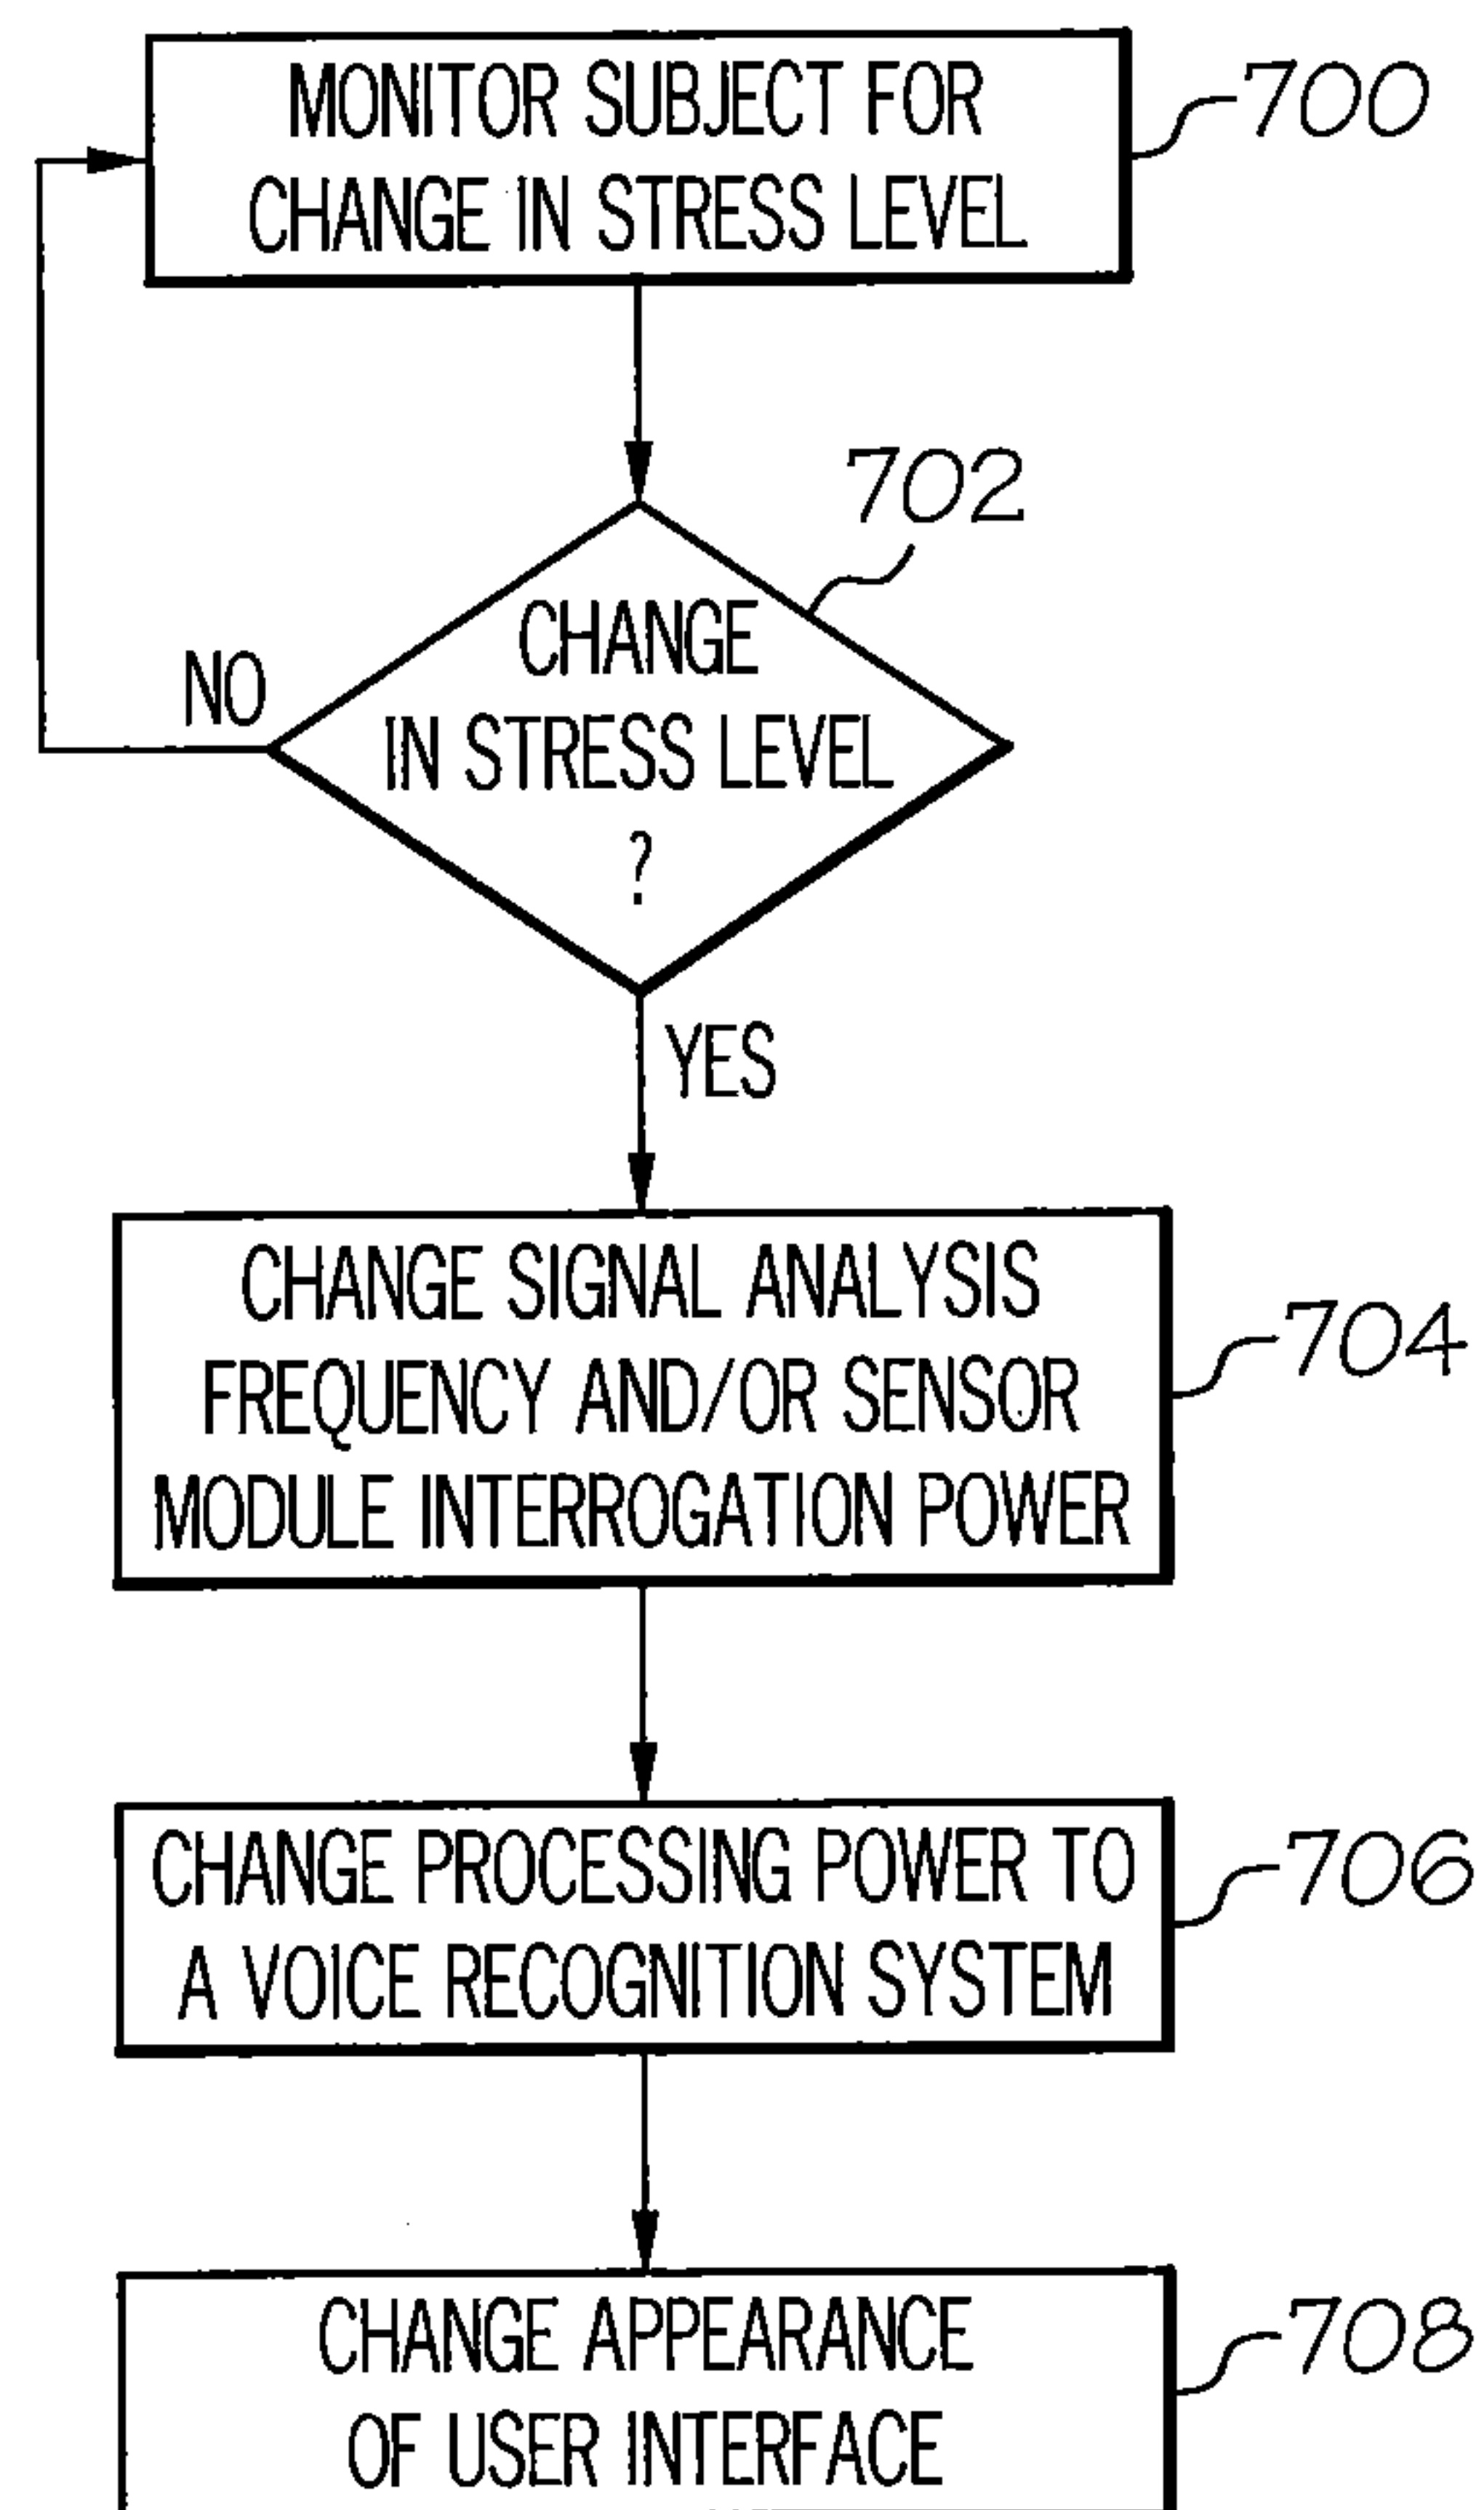 MONITOR SUBJECT FOR
CHANGE IN STRESS LEVEL
700
702
CHANGE
IN STRESS LEVEL
?
NO
YES
CHANGE SIGNAL ANALYSIS
FREQUENCY AND/OR SENSOR
MODULE INTERROGATION POWER
704
CHANGE PROCESSING POWER TO
A VOICE RECOGNITION SYSTEM
706
CHANGE APPEARANCE
OF USER INTERFACE
708